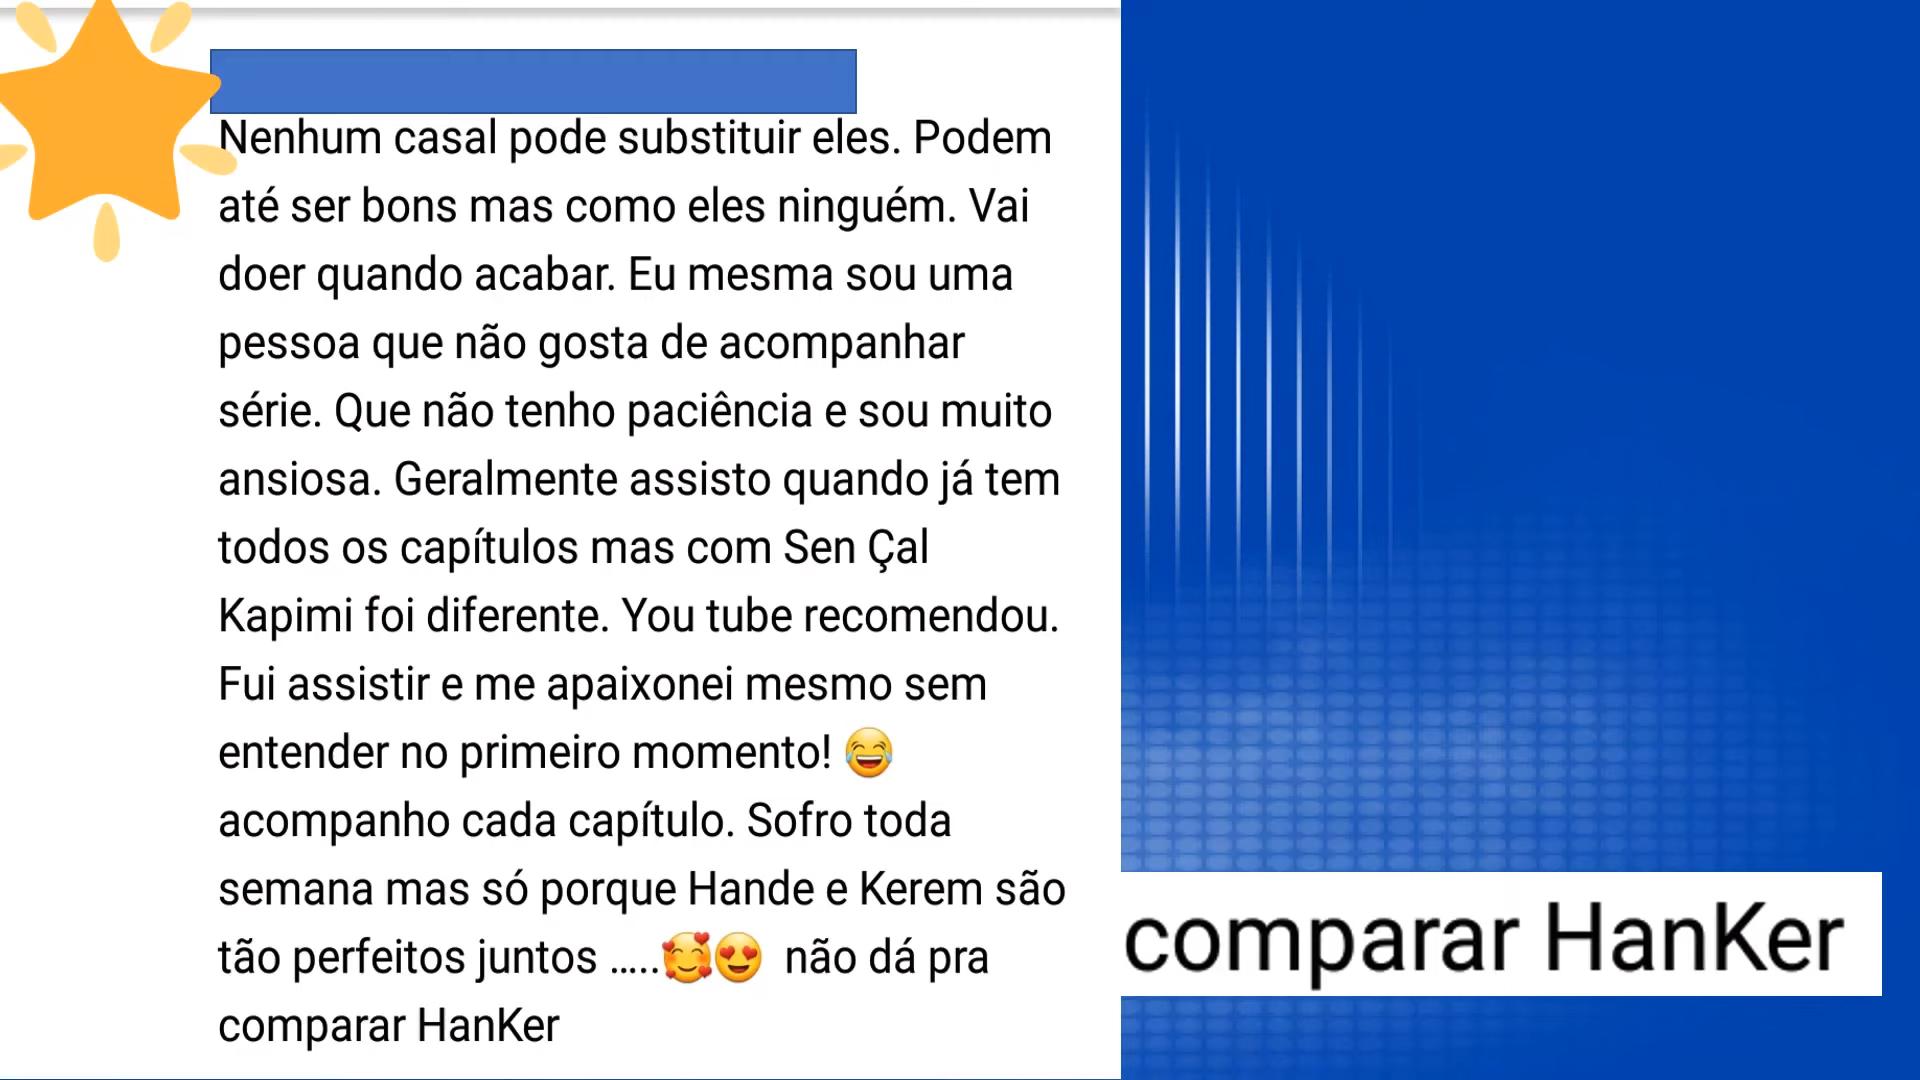 Nenhum casal pode substituir eles. Podem
até ser bons mas como eles ninguém. Vai
doer quando acabar. Eu mesma sou uma
pessoa que não gosta de acompanhar
série. Que não tenho paciência e sou muito
ansiosa. Geralmente assisto quando já tem
todos os capítulos mas com Sen Çal
Kapimi foi diferente. You tube recomendou.
Fui assistir e me apaixonei mesmo sem
entender no primeiro momento! 😂
acompanho cada capítulo. Sofro toda
semana mas só porque Hande e Kerem são
tão perfeitos juntos .....🥰😍 não dá pra
comparar HanKer
comparar HanKer